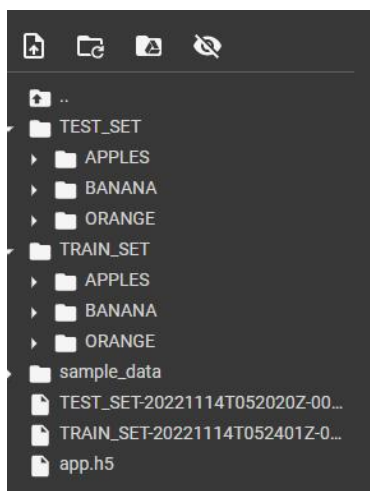 ..
TEST_SET
APPLES
BANANA
ORANGE
TRAIN_SET
APPLES
BANANA
ORANGE
sample_data
TEST_SET-20221114T052020Z-00...
TRAIN_SET-20221114T052401Z-0...
app.h5